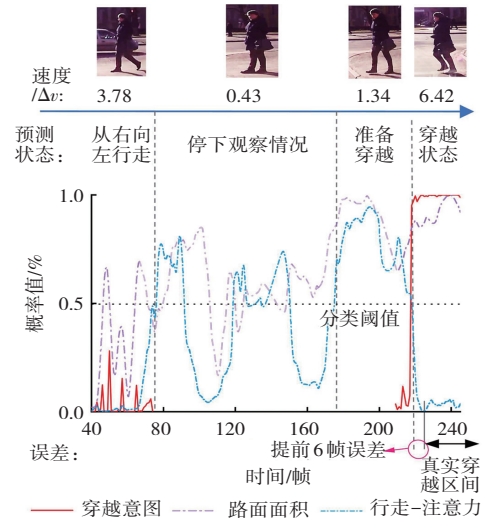 速度
/Δv: 3.78 0.43 1.34 6.42
预测
状态: 从右向
左行走 停下观察情况 准备
穿越 穿越
状态
1.0
概率值/%
0.5
分类阈值
0.0
40 80 120 160 200 240
误差: 提前6帧误差 真实穿
越区间
时间/帧
穿越意图 路面面积 行走-注意力